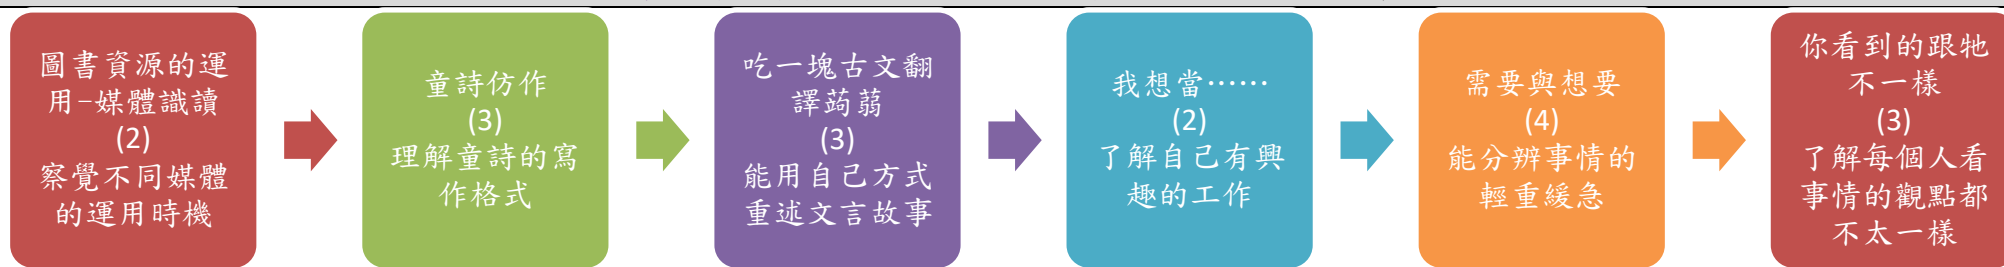 圖書資源的運
用-媒體識讀
(2)
察覺不同媒體
的運用時機
童詩仿作
(3)
理解童詩的寫
作格式
吃一塊古文翻
譯蒟蒻
(3)
能用自己方式
重述文言故事
我想當⋯⋯
(2)
了解自己有興
趣的工作
需要與想要
(4)
能分辨事情的
輕重緩急
你看到的跟牠
不一樣
(3)
了解每個人看
事情的觀點都
不太一樣